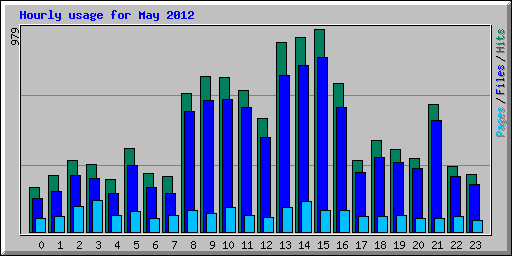 Hourly usage for May 2012
979
Pages / Files / Hits
0 1 2 3 4 5 6 7 8 9 10 11 12 13 14 15 16 17 18 19 20 21 22 23